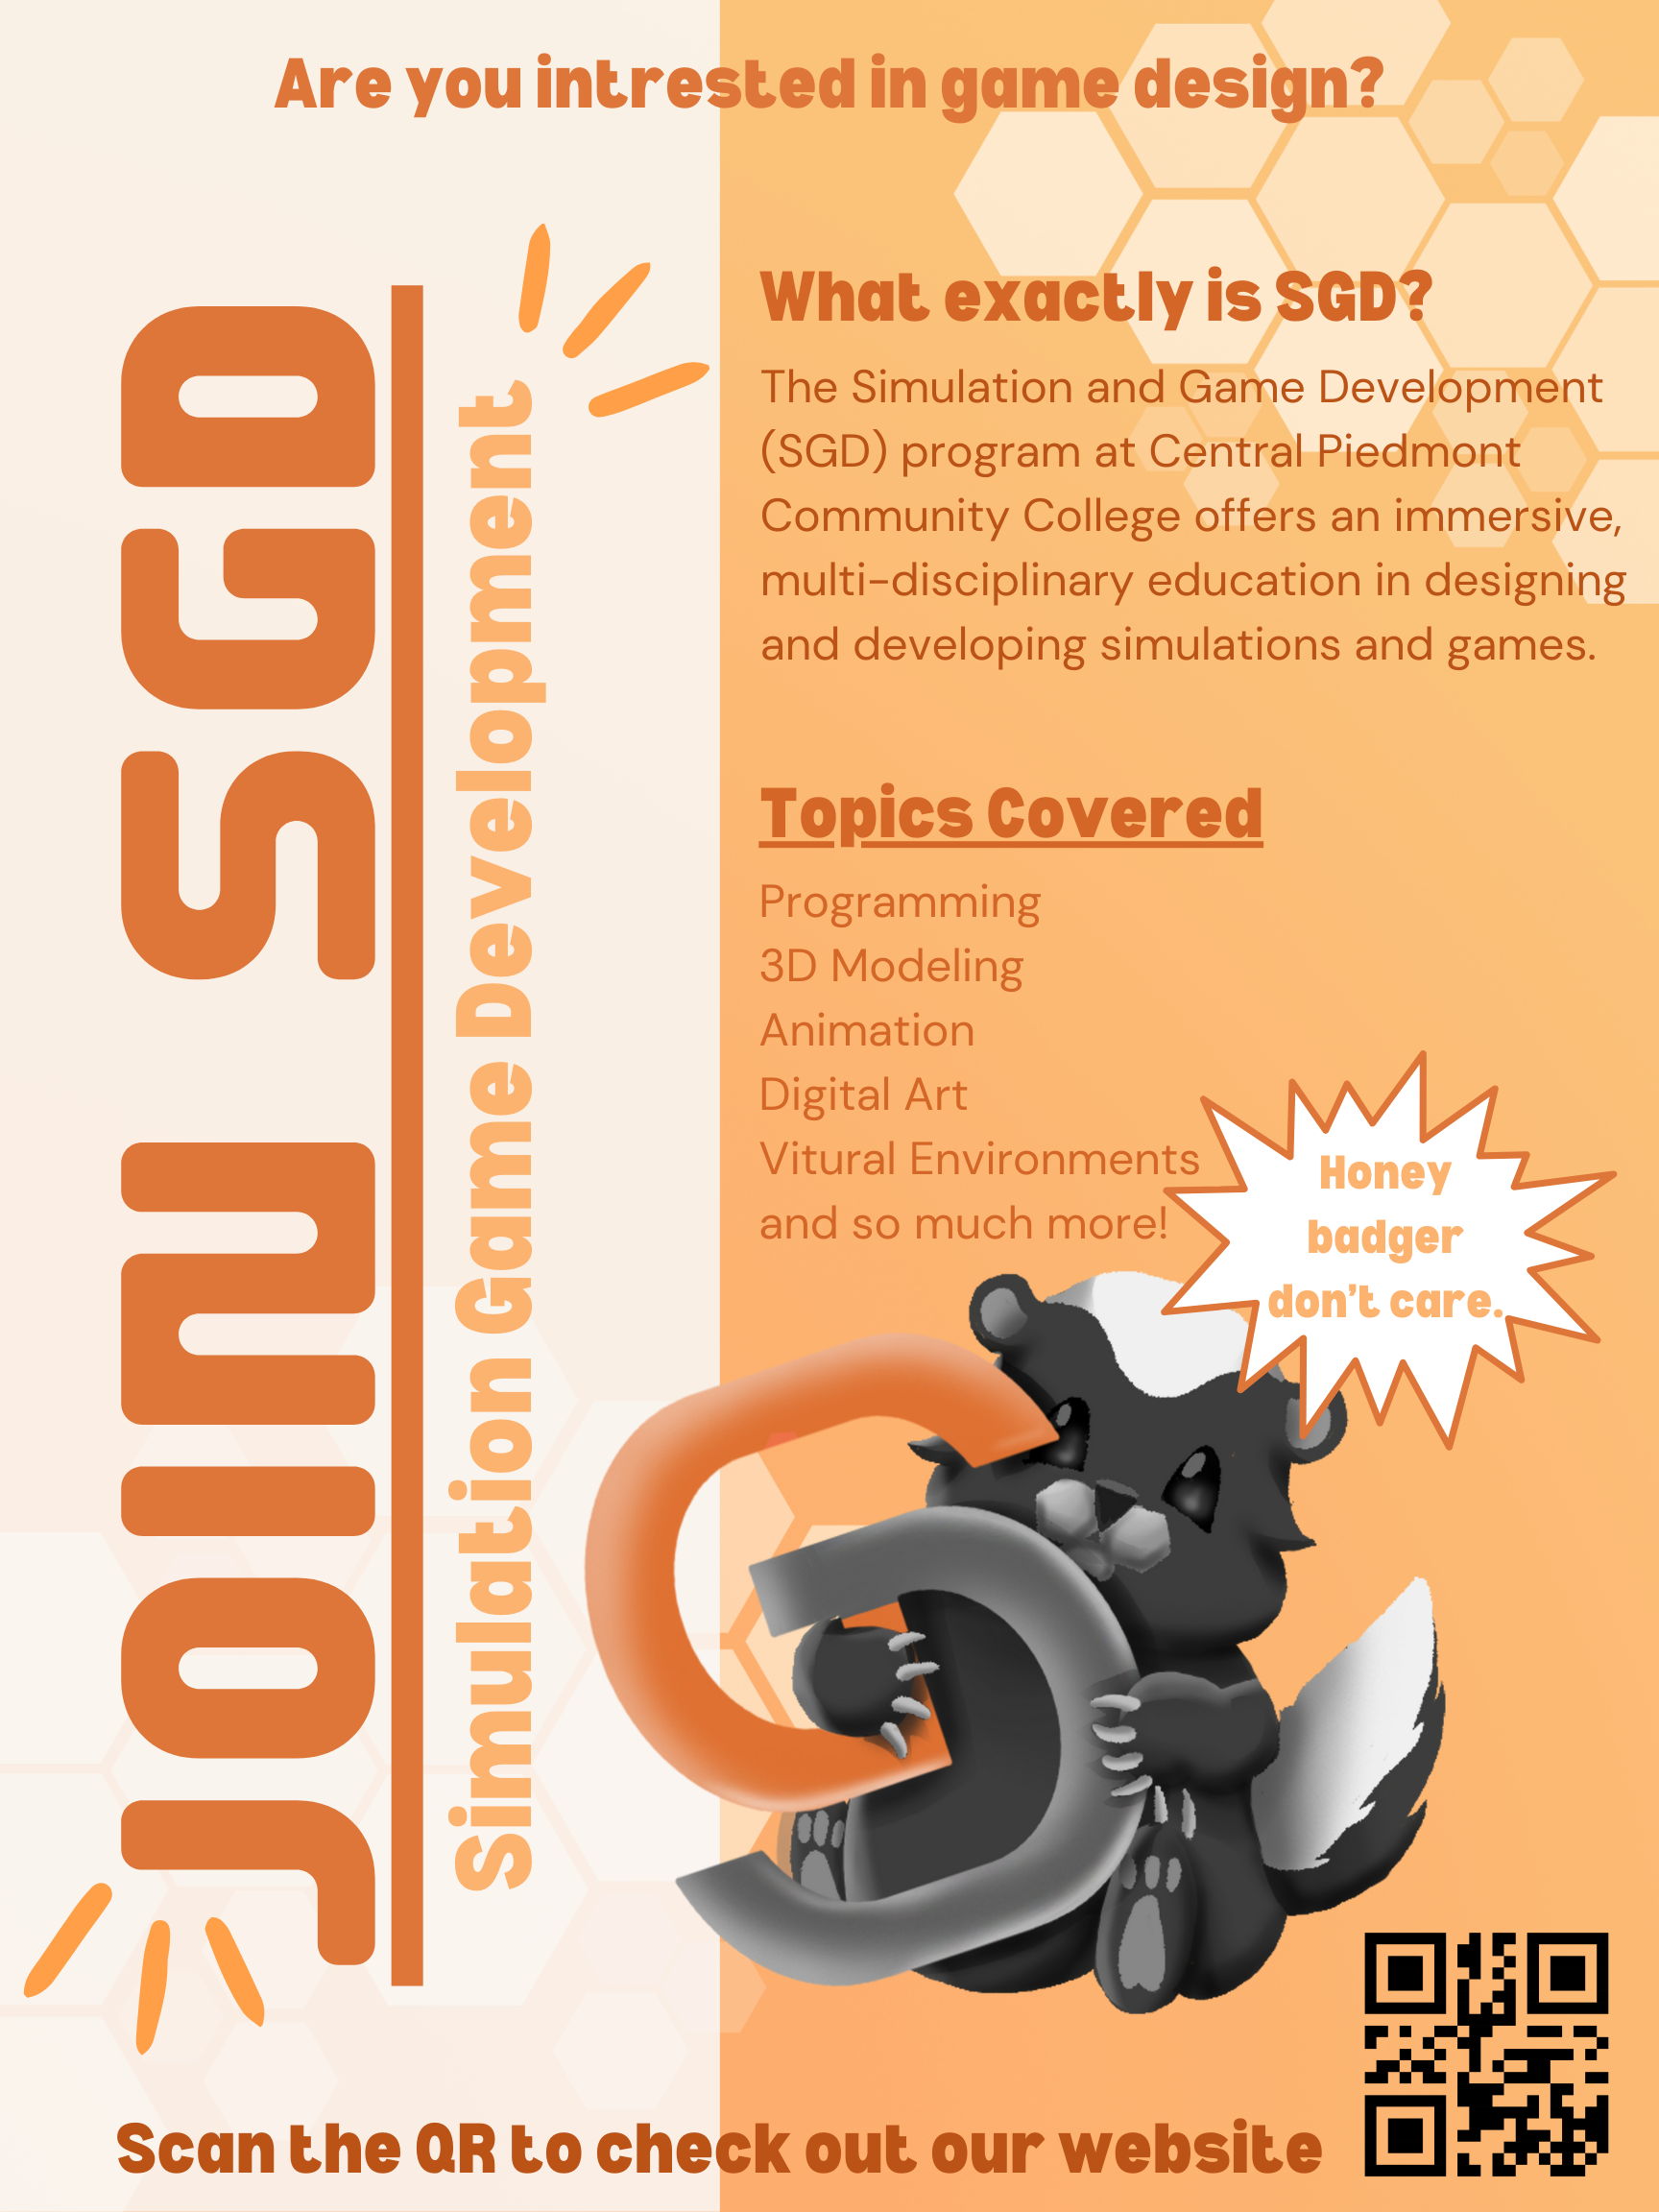 Are you intrested in game design?
JOIN SGD
Simulation Game Development
What exactly is SGD?
The Simulation and Game Development
(SGD) program at Central Piedmont
Community College offers an immersive,
multi-disciplinary education in designing
and developing simulations and games.
Topics Covered
Programming
3D Modeling
Animation
Digital Art
Vitural Environments
and so much more!
Honey
badger
don't care.
Scan the QR to check out our website